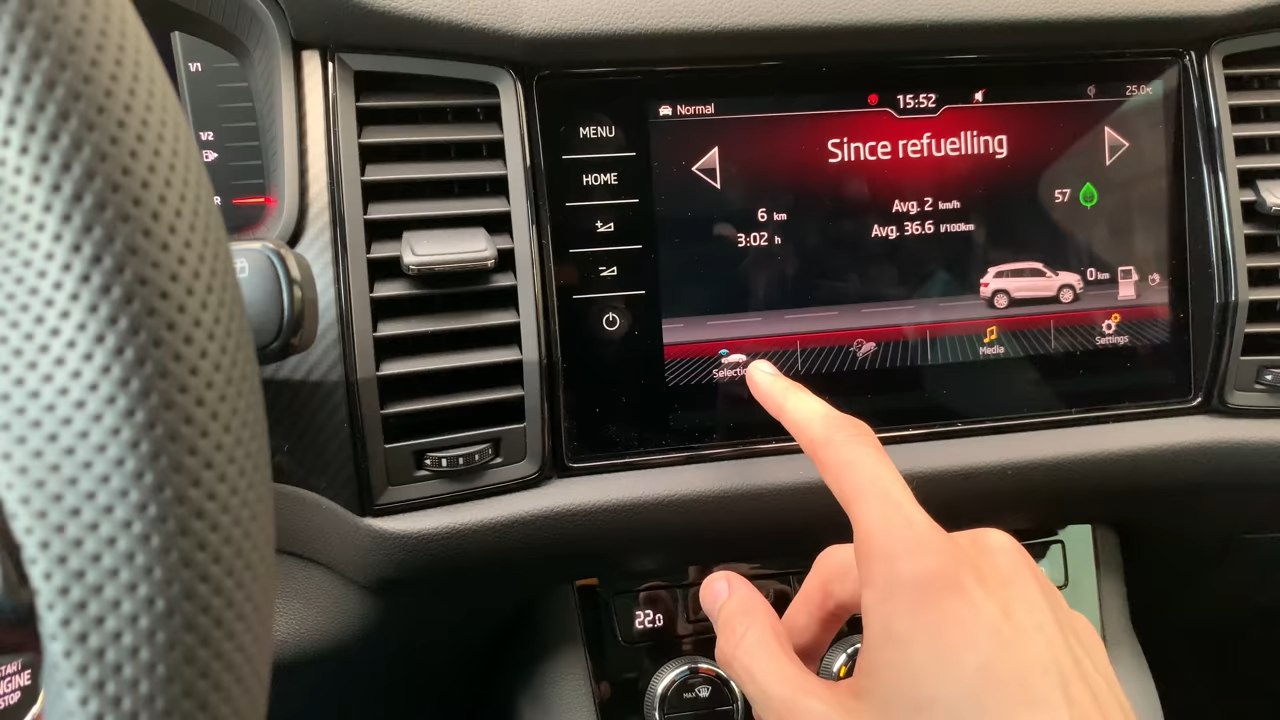 1/1
1/2
R
MENU
HOME
Normal
15:52
25.0°C
Since refuelling
6 km
3:02 h
Avg. 2 km/h
Avg. 36.6 l/100km
57
0 km
Media
Settings
22.0
MAX
START
ENGINE
STOP